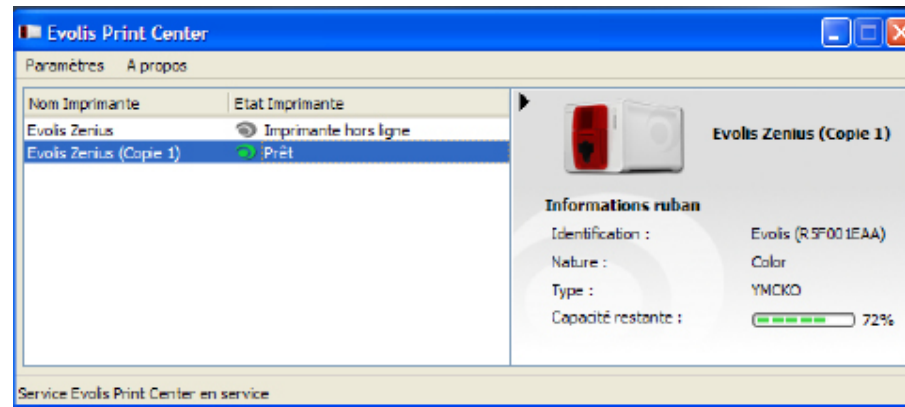 Evolis Print Center
Paramètres A propos
Nom Imprimante Etat Imprimante
Evolis Zenius Imprimante hors ligne
Evolis Zenius (Copie 1) Prêt
Evolis Zenius (Copie 1)
Informations ruban
Identification : Evolis (R5F001EAA)
Nature : Color
Type : YMCKO
Capacité restante : 72%
Service Evolis Print Center en service